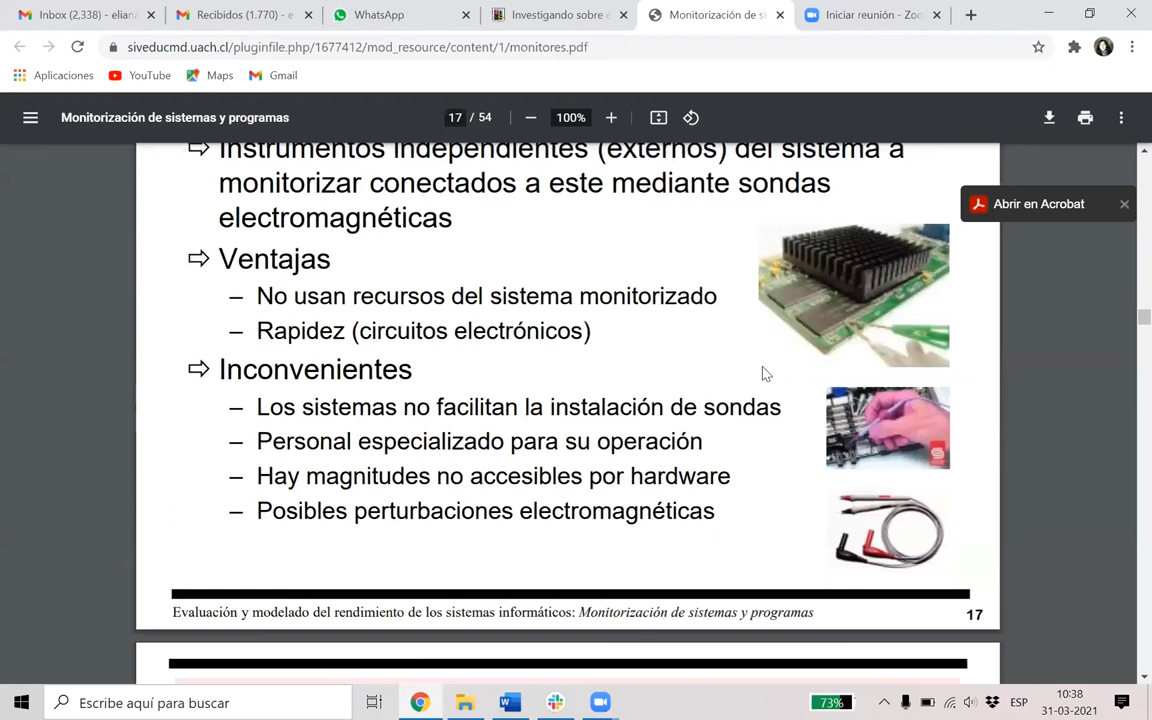 Inbox (2,338) - elian
Recibidos (1.770) - e
WhatsApp
Investigando sobre
Monitorización de si
Iniciar reunión - Zoo
siveducmd.uach.cl/pluginfile.php/1677412/mod_resource/content/1/monitores.pdf
Aplicaciones
YouTube
Maps
Gmail
Monitorización de sistemas y programas
17 / 54
100%
Instrumentos independientes (externos) del sistema a
monitorizar conectados a este mediante sondas
electromagnéticas
Abrir en Acrobat
⇨ Ventajas
– No usan recursos del sistema monitorizado
– Rapidez (circuitos electrónicos)
⇨ Inconvenientes
– Los sistemas no facilitan la instalación de sondas
– Personal especializado para su operación
– Hay magnitudes no accesibles por hardware
– Posibles perturbaciones electromagnéticas
Evaluación y modelado del rendimiento de los sistemas informáticos: Monitorización de sistemas y programas
17
Escribe aquí para buscar
73%
ESP
10:38
31-03-2021